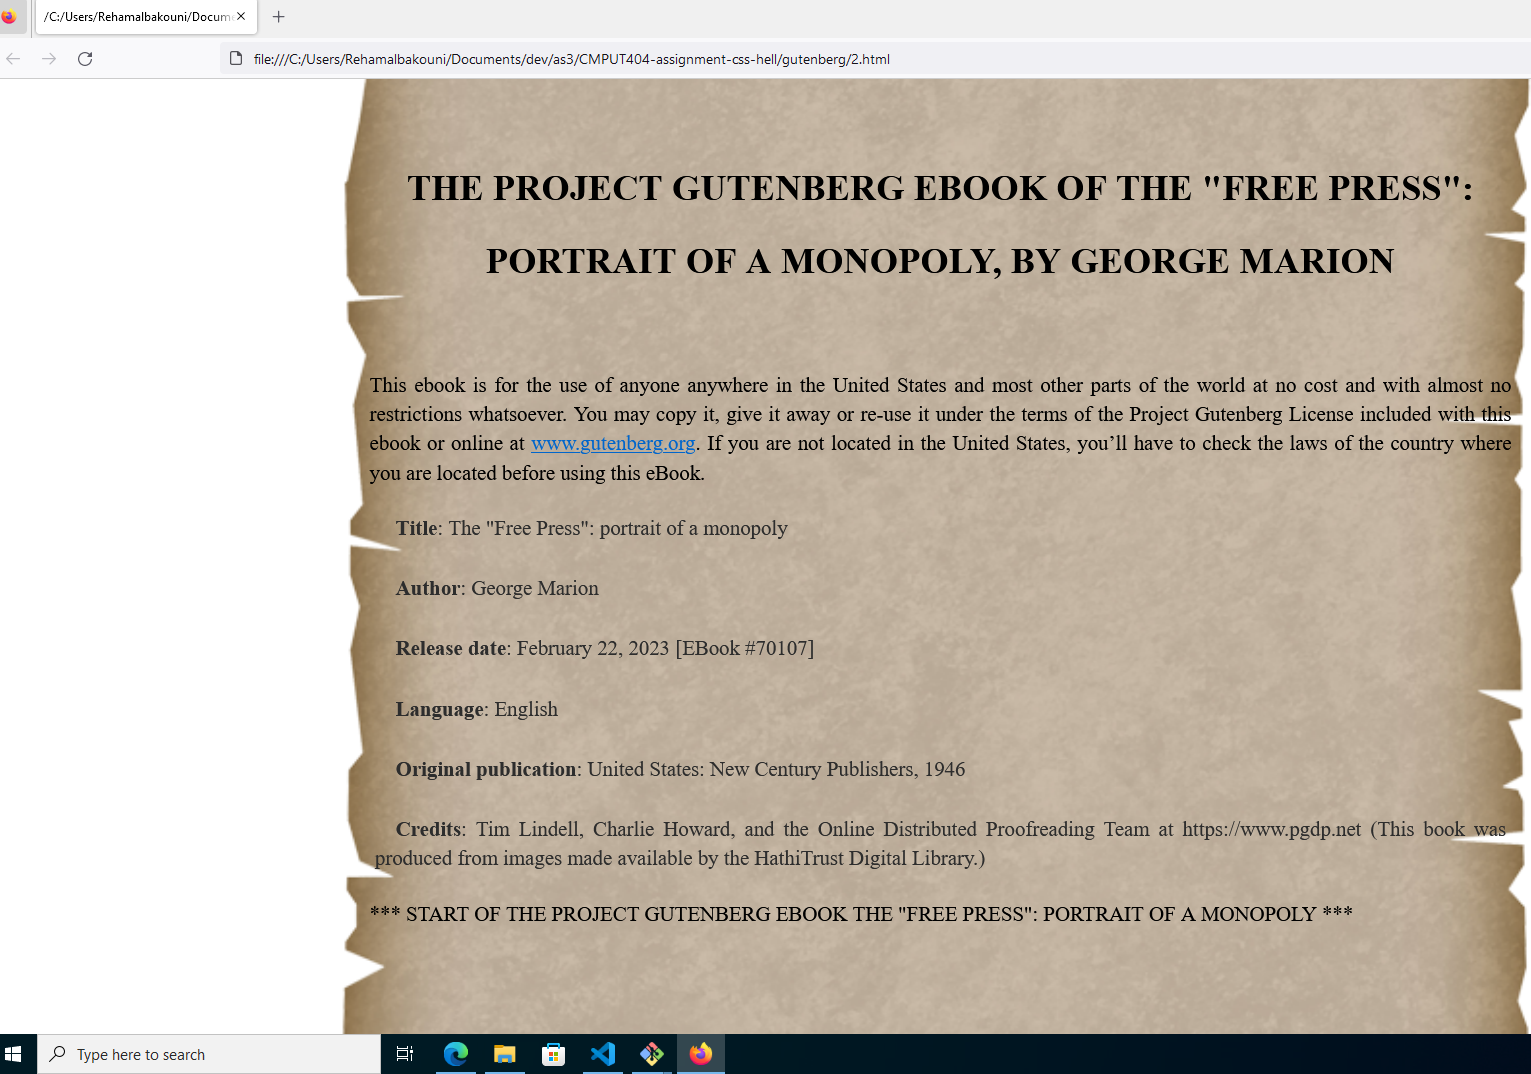 /C:/Users/Rehamalbakouni/Docum
file:///C:/Users/Rehamalbakouni/Documents/dev/as3/CMPUT404-assignment-css-hell/gutenberg/2.html
THE PROJECT GUTENBERG EBOOK OF THE "FREE PRESS":
PORTRAIT OF A MONOPOLY, BY GEORGE MARION
This ebook is for the use of anyone anywhere in the United States and most other parts of the world at no cost and with almost no
restrictions whatsoever. You may copy it, give it away or re-use it under the terms of the Project Gutenberg License included with this
ebook or online at www.gutenberg.org. If you are not located in the United States, you’ll have to check the laws of the country where
you are located before using this eBook.
Title: The "Free Press": portrait of a monopoly
Author: George Marion
Release date: February 22, 2023 [EBook #70107]
Language: English
Original publication: United States: New Century Publishers, 1946
Credits: Tim Lindell, Charlie Howard, and the Online Distributed Proofreading Team at https://www.pgdp.net (This book was
produced from images made available by the HathiTrust Digital Library.)
*** START OF THE PROJECT GUTENBERG EBOOK THE "FREE PRESS": PORTRAIT OF A MONOPOLY ***
Type here to search